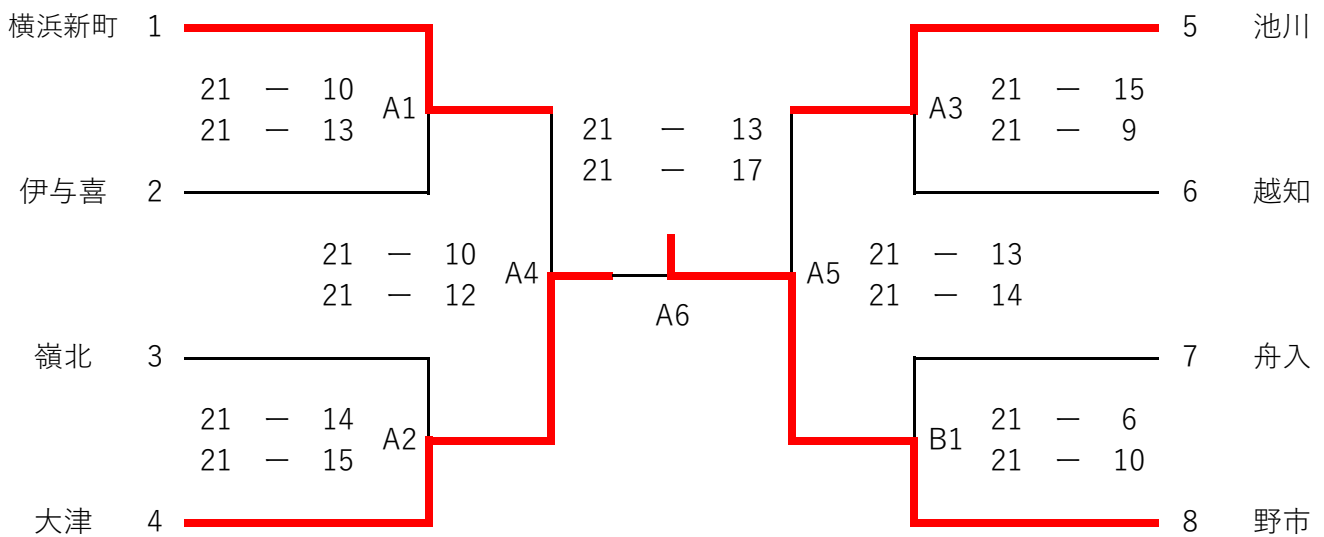 横浜新町 1
5 池川
21 － 10
21 － 13
A1
21 － 13
21 － 17
A3
21 － 15
21 － 9
伊与喜 2
6 越知
21 － 10
21 － 12
A4
A6
A5
21 － 13
21 － 14
嶺北 3
7 舟入
21 － 14
21 － 15
A2
B1
21 － 6
21 － 10
大津 4
8 野市